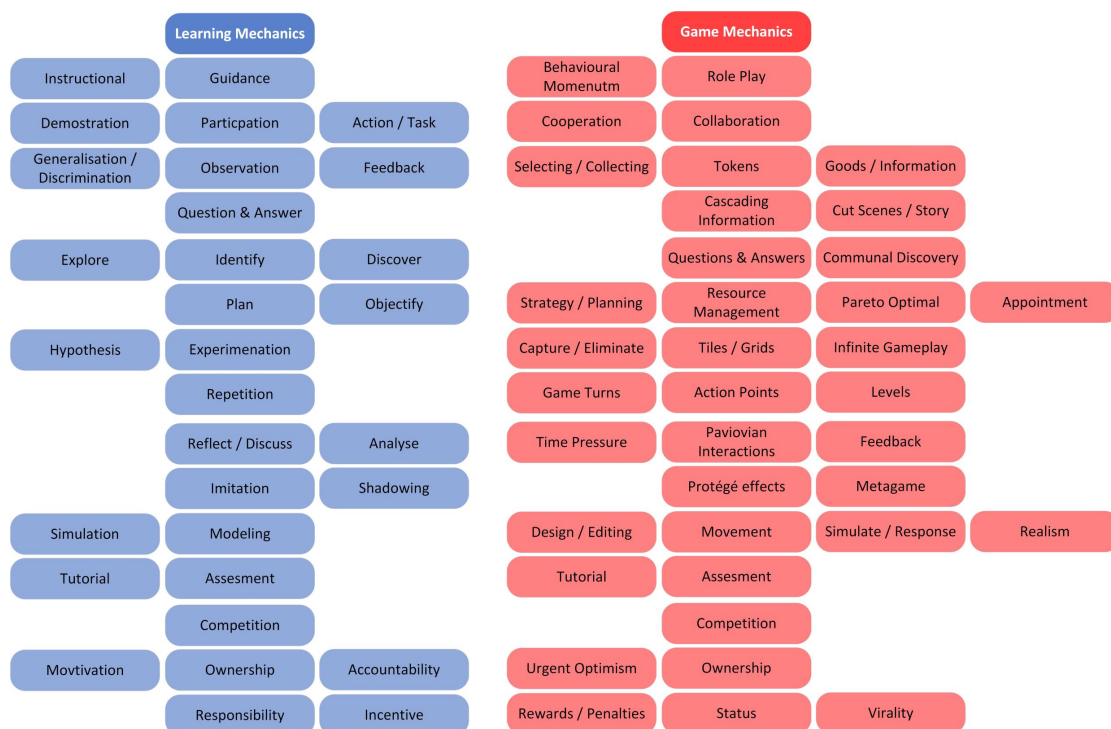 Learning Mechanics
Instructional
Guidance
Demostration
Particpation
Action / Task
Generalisation /
Discrimination
Observation
Feedback
Question & Answer
Explore
Identify
Discover
Plan
Objectify
Hypothesis
Experimenation
Repetition
Reflect / Discuss
Analyse
Imitation
Shadowing
Simulation
Modeling
Tutorial
Assesment
Competition
Movtivation
Ownership
Accountability
Responsibility
Incentive
Game Mechanics
Behavioural
Momenutm
Role Play
Cooperation
Collaboration
Selecting / Collecting
Tokens
Goods / Information
Cascading
Information
Cut Scenes / Story
Questions & Answers
Communal Discovery
Strategy / Planning
Resource
Management
Pareto Optimal
Appointment
Capture / Eliminate
Tiles / Grids
Infinite Gameplay
Game Turns
Action Points
Levels
Time Pressure
Paviovian
Interactions
Feedback
Protégé effects
Metagame
Design / Editing
Movement
Simulate / Response
Realism
Tutorial
Assesment
Competition
Urgent Optimism
Ownership
Rewards / Penalties
Status
Virality